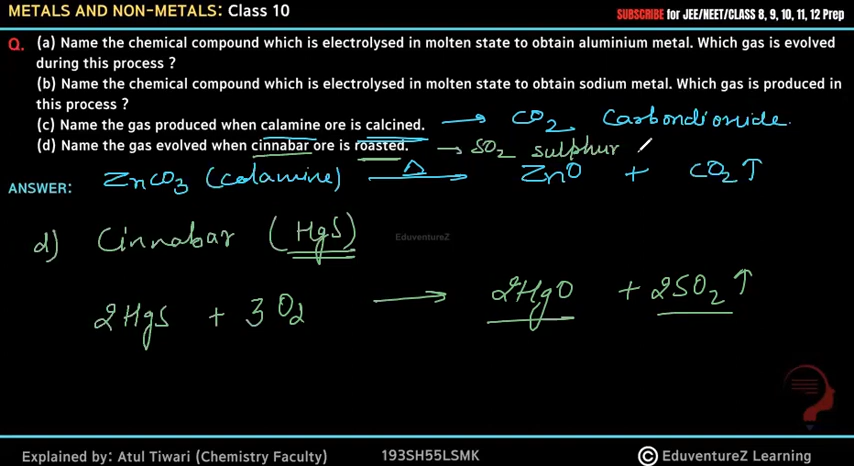 METALS AND NON-METALS: Class 10
SUBSCRIBE for JEE/NEET/CLASS 8, 9, 10, 11, 12 Prep
Q. (a) Name the chemical compound which is electrolysed in molten state to obtain aluminium metal. Which gas is evolved
during this process ?
(b) Name the chemical compound which is electrolysed in molten state to obtain sodium metal. Which gas is produced in
this process ?
(c) Name the gas produced when calamine ore is calcined. → CO₂ Carbondioxide.
(d) Name the gas evolved when cinnabar ore is roasted. → SO₂ sulphur
ANSWER: ZnCO₃ (calamine) —Δ→ ZnO + CO₂ ↑
d) Cinnabar (HgS)
EduventureZ
2HgS + 3O₂ → 2HgO + 2SO₂ ↑
Explained by: Atul Tiwari (Chemistry Faculty)
193SH55LSMK
© EduventureZ Learning